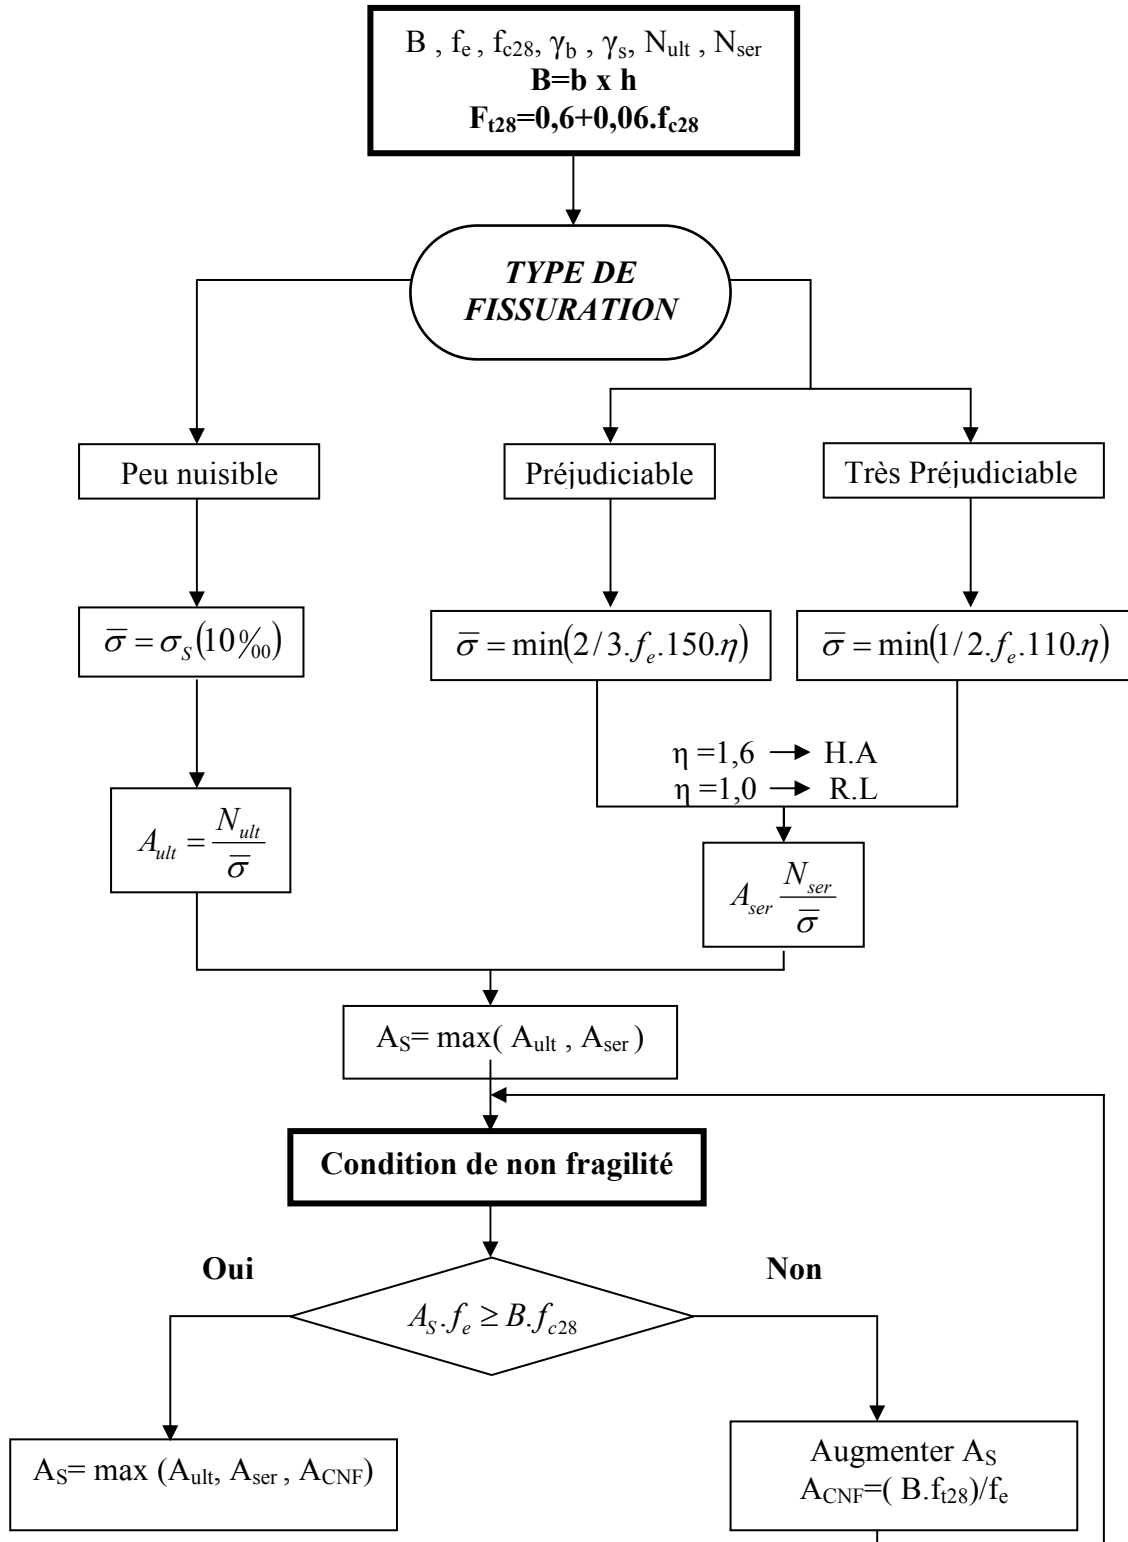 B , fe , fc28, γb , γs, Nult , Nser
B=b x h
Ft28=0,6+0,06.fc28
TYPE DE
FISSURATION
Peu nuisible
Préjudiciable
Très Préjudiciable
σ̅ = σS(10‰)
σ̅ = min(2/3.fe.150.η)
σ̅ = min(1/2.fe.110.η)
η =1,6 → H.A
η =1,0 → R.L
Ault = Nult / σ̅
Aser Nser / σ̅
AS= max( Ault , Aser )
Condition de non fragilité
Oui
Non
AS.fe ≥ B.fc28
AS= max (Ault, Aser , ACNF)
Augmenter AS
ACNF=( B.ft28)/fe